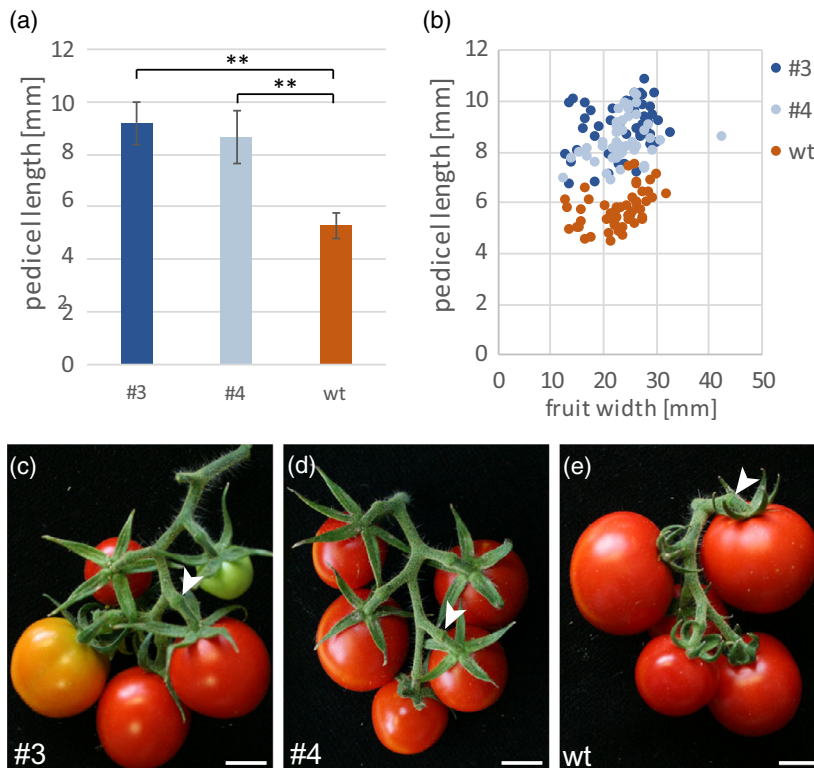 (a)
12
10
8
6
4
2
2
0
pedicel length [mm]
**
**
#3
#4
wt
(b)
12
10
8
6
4
2
0
pedicel length [mm]
0 10 20 30 40 50
fruit width [mm]
#3
#4
wt
(c)
#3
(d)
#4
(e)
wt